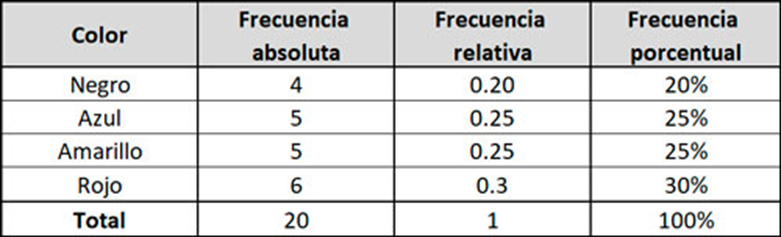 Color Frecuencia absoluta Frecuencia relativa Frecuencia porcentual
Negro 4 0.20 20%
Azul 5 0.25 25%
Amarillo 5 0.25 25%
Rojo 6 0.3 30%
Total 20 1 100%